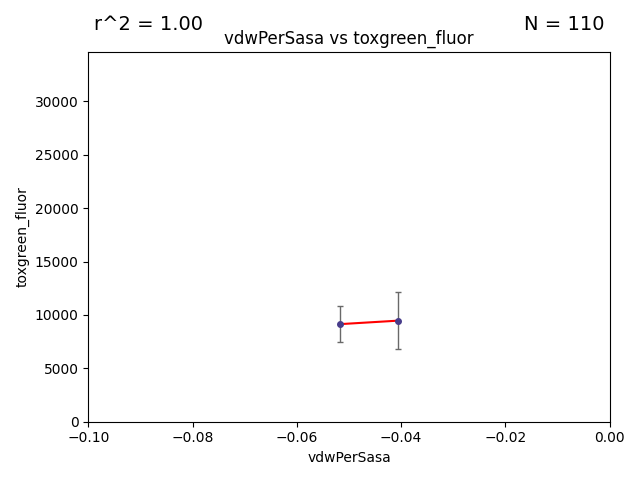 r^2 = 1.00
N = 110
vdwPerSasa vs toxgreen_fluor
30000
25000
20000
15000
10000
5000
0
toxgreen_fluor
−0.10
−0.08
−0.06
−0.04
−0.02
0.00
vdwPerSasa